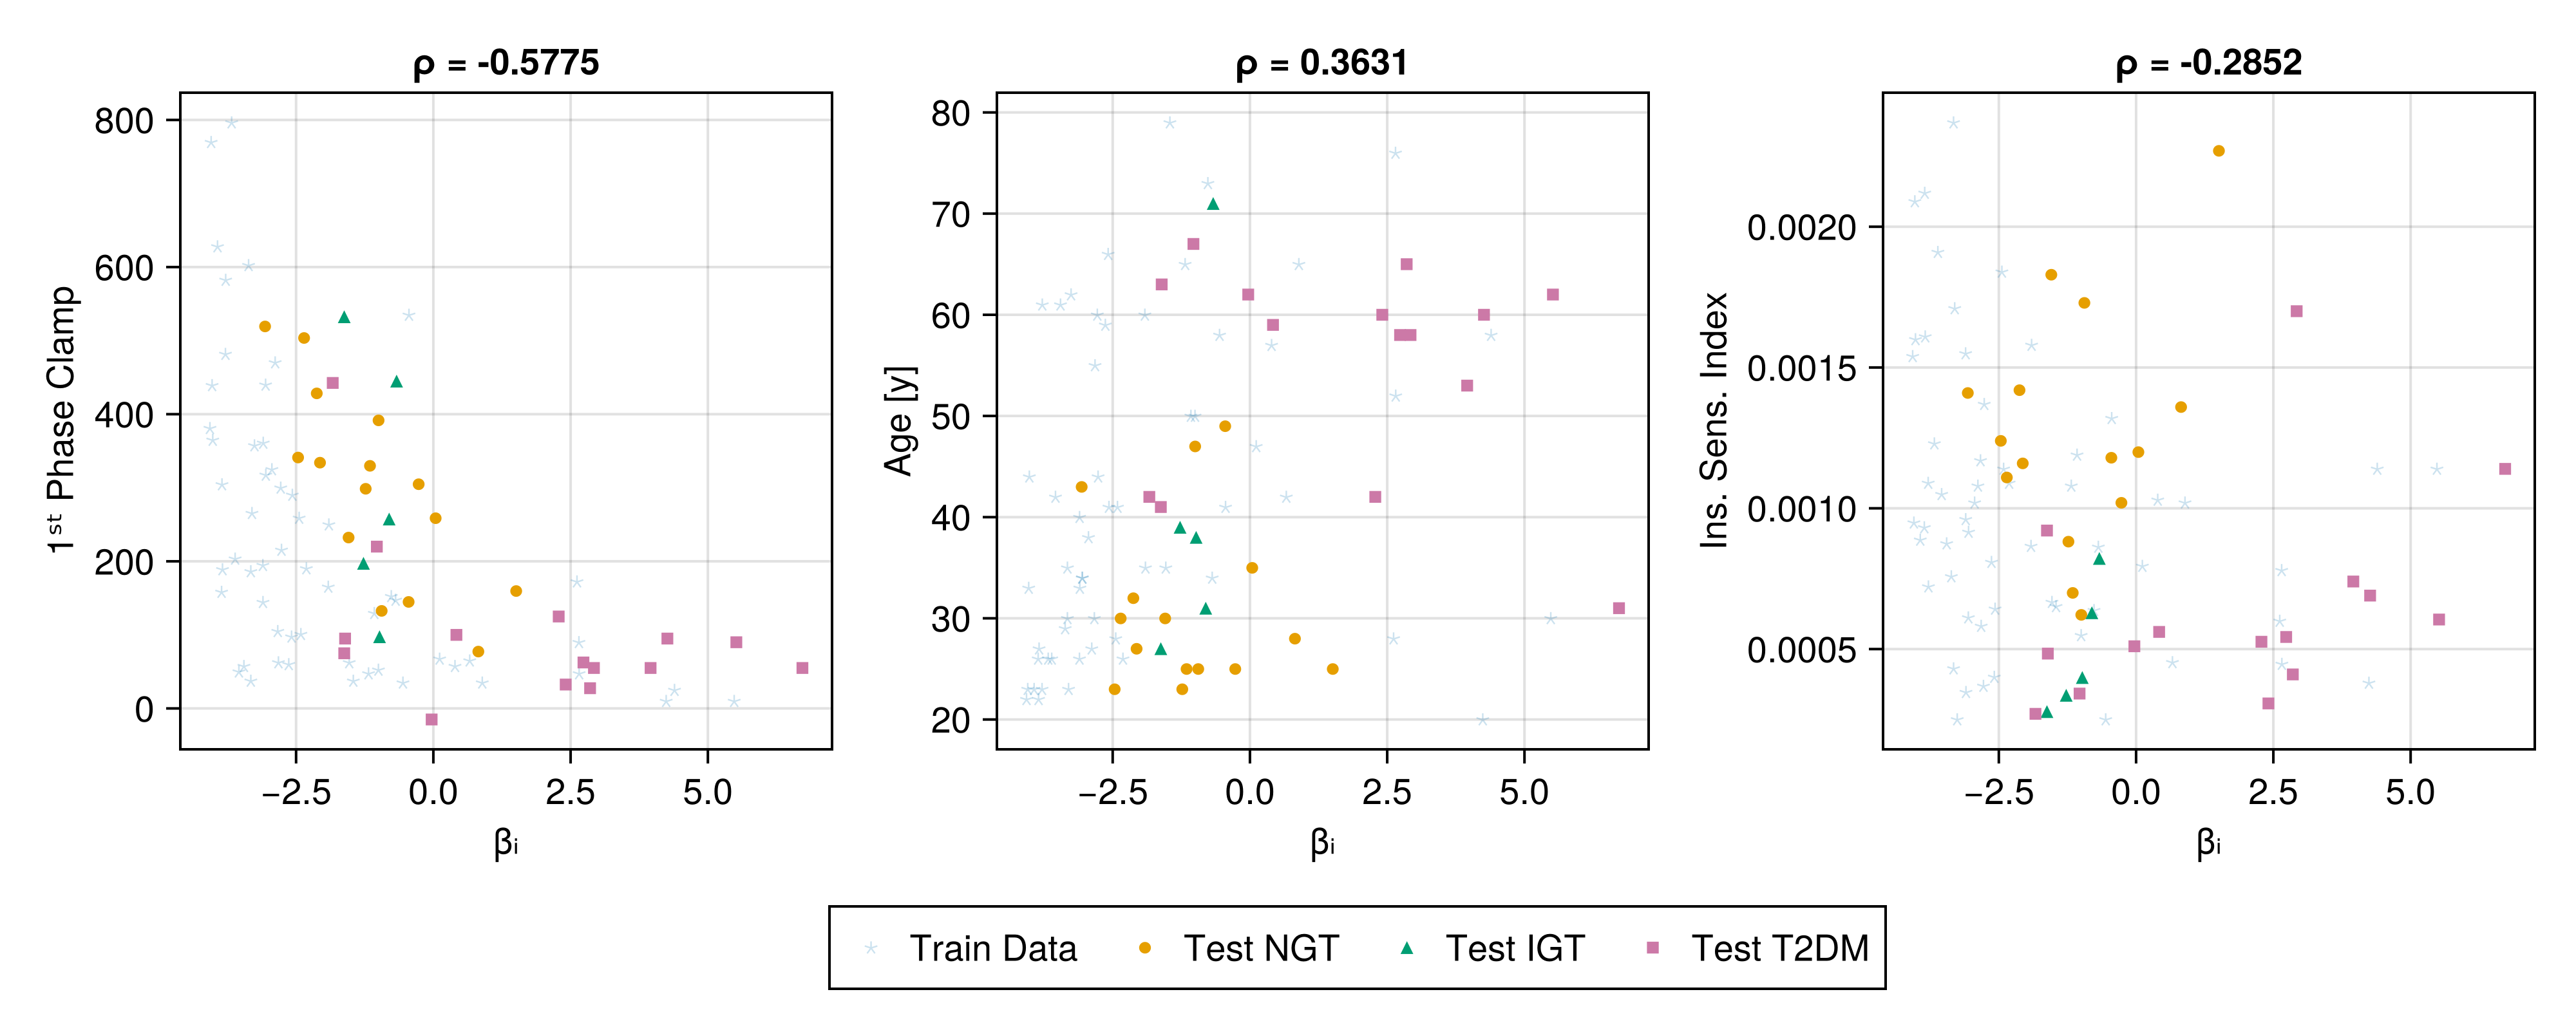 ρ = -0.5775
ρ = 0.3631
ρ = -0.2852
1ˢᵗ Phase Clamp
800
600
400
200
0
−2.5 0.0 2.5 5.0
βᵢ
Age [y]
80
70
60
50
40
30
20
−2.5 0.0 2.5 5.0
βᵢ
Ins. Sens. Index
0.0020
0.0015
0.0010
0.0005
−2.5 0.0 2.5 5.0
βᵢ
Train Data Test NGT Test IGT Test T2DM